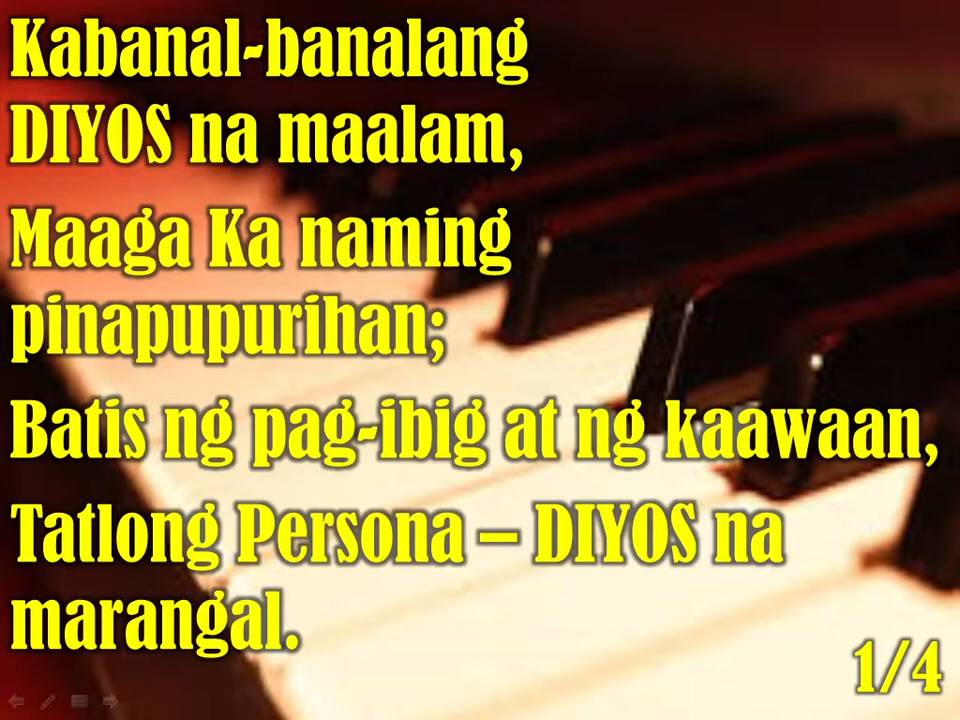 Kabanal-banalang
DIYOS na maalam,
Maaga Ka naming
pinapupurihan;
Batis ng pag-ibig at ng kaawaan,
Tatlong Persona – DIYOS na
marangal.
1/4